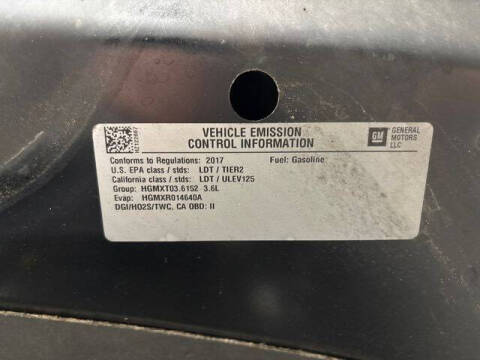 VEHICLE EMISSION
CONTROL INFORMATION
GM
GENERAL
MOTORS
LLC
Conforms to Regulations: 2017 Fuel: Gasoline
U.S. EPA class / stds: LDT / TIER2
California class / stds: LDT / ULEV125
Group: HGMXT03.6152 3.6L
Evap: HGMXR014640A
DGI/HO2S/TWC, CA OBD: II